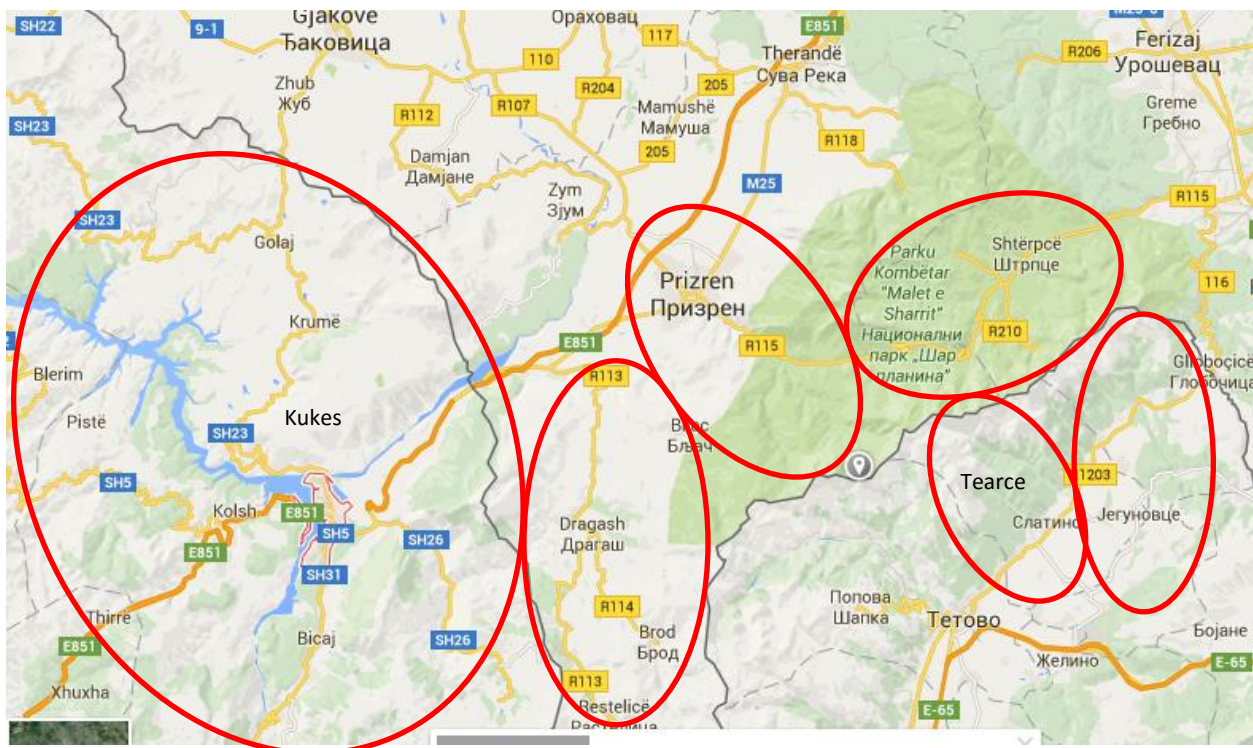 SH22
9-1
Gjakovë
Ђаковица
Ораховац
117
E851
Ferizaj
Урошевац
R206
Therandë
Сува Река
110
R204
205
Zhub
Жуб
R107
R112
Mamushë
Мамуша
205
Greme
Гребно
SH23
R118
Damjan
Дамјане
M25
Zym
Зјум
R115
SH23
Golaj
Parku
Kombëtar
"Malet e
Sharrit"
Национални
парк „Шар
планина"
Shtërpcë
Штрпце
Prizren
Призрен
116
Krumë
R210
E851
R115
Blerim
R113
Glloboçicë
Глобочица
Pistë
Kukes
Бљач
SH23
SH5
Tearce
1203
Kolsh
E851
Слатино
Јегуновце
Dragash
Драгаш
SH5
SH26
E851
SH31
Попова
Шапка
R114
Тетово
Thirrë
Bicaj
SH26
Brod
Брод
Бојане
E851
Желино
E-65
Xhuxha
R113
E-65
Restelicë